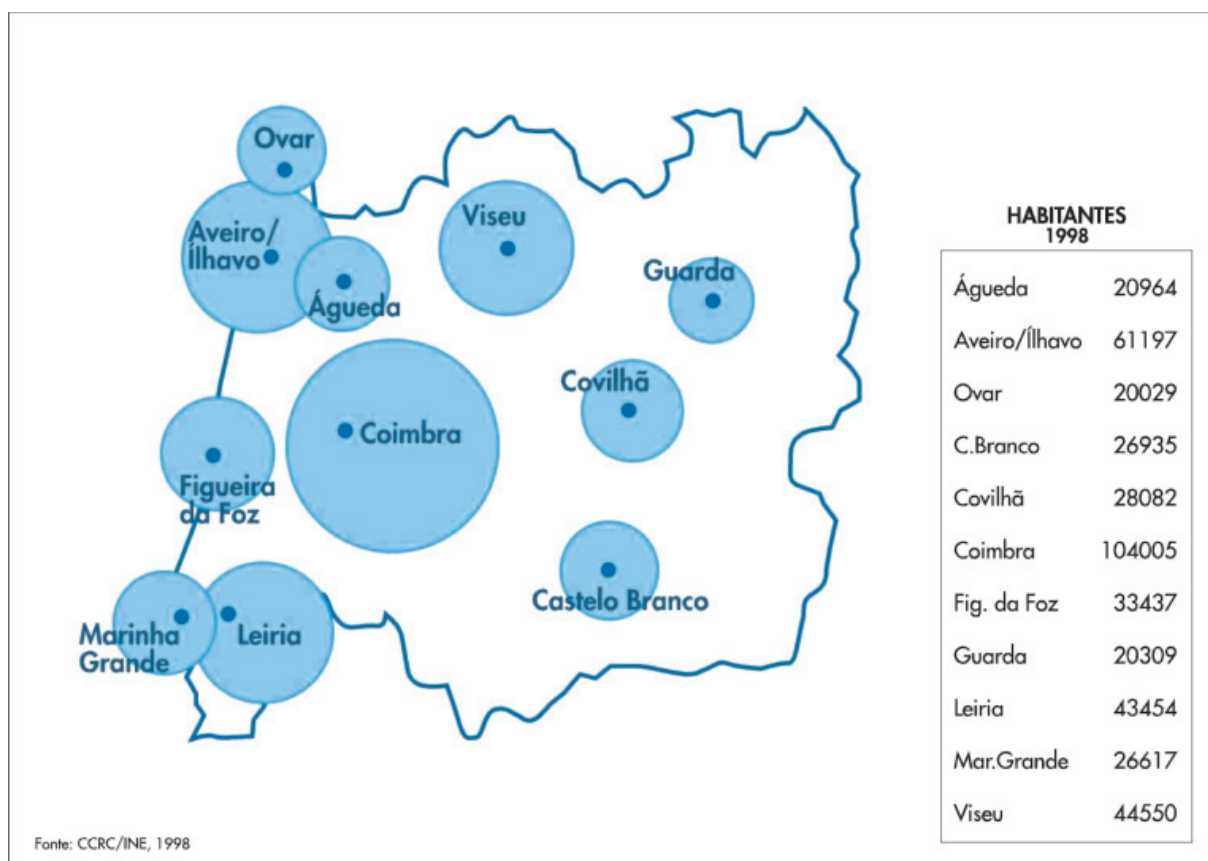 Ovar
Aveiro/
Ílhavo
Águeda
Viseu
Guarda
Covilhã
Coimbra
Figueira
da Foz
Castelo Branco
Marinha
Grande
Leiria
HABITANTES
1998
Águeda 20964
Aveiro/Ílhavo 61197
Ovar 20029
C.Branco 26935
Covilhã 28082
Coimbra 104005
Fig. da Foz 33437
Guarda 20309
Leiria 43454
Mar.Grande 26617
Viseu 44550
Fonte: CCRC/INE, 1998